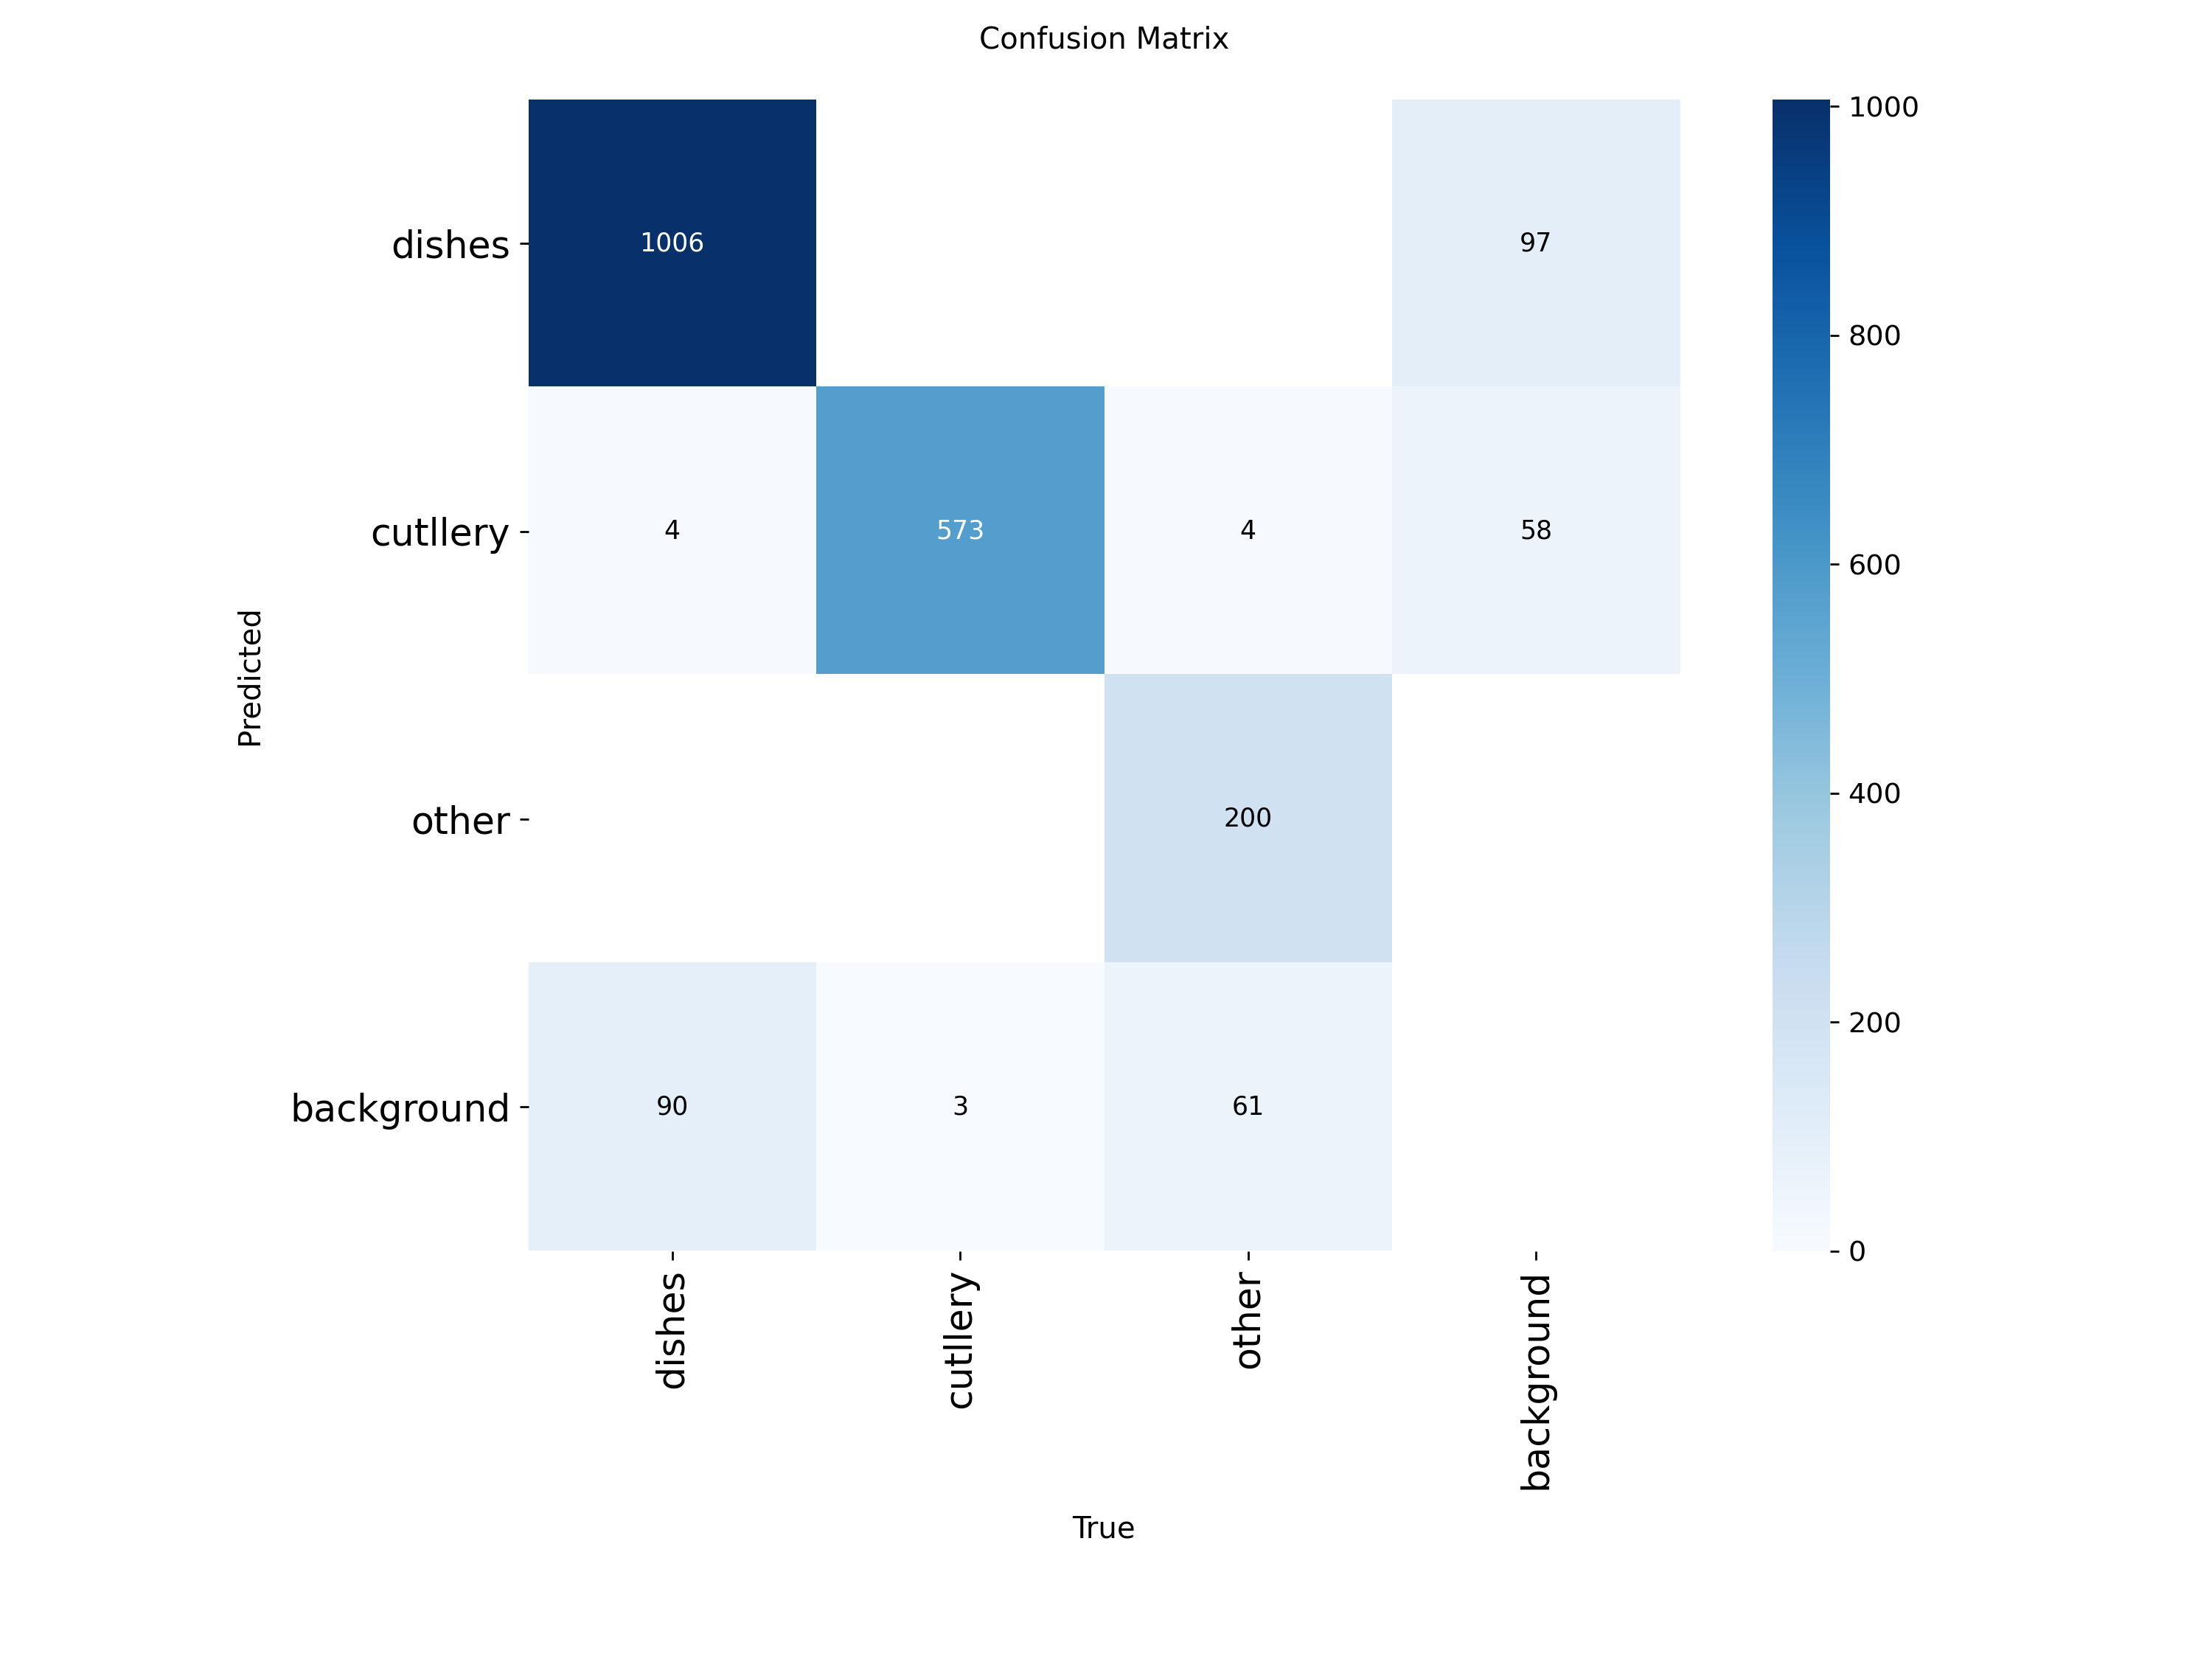 Confusion Matrix
1000
dishes
1006
97
800
cutllery
4
573
4
58
600
Predicted
other
200
400
200
background
90
3
61
0
dishes
cutllery
other
background
True